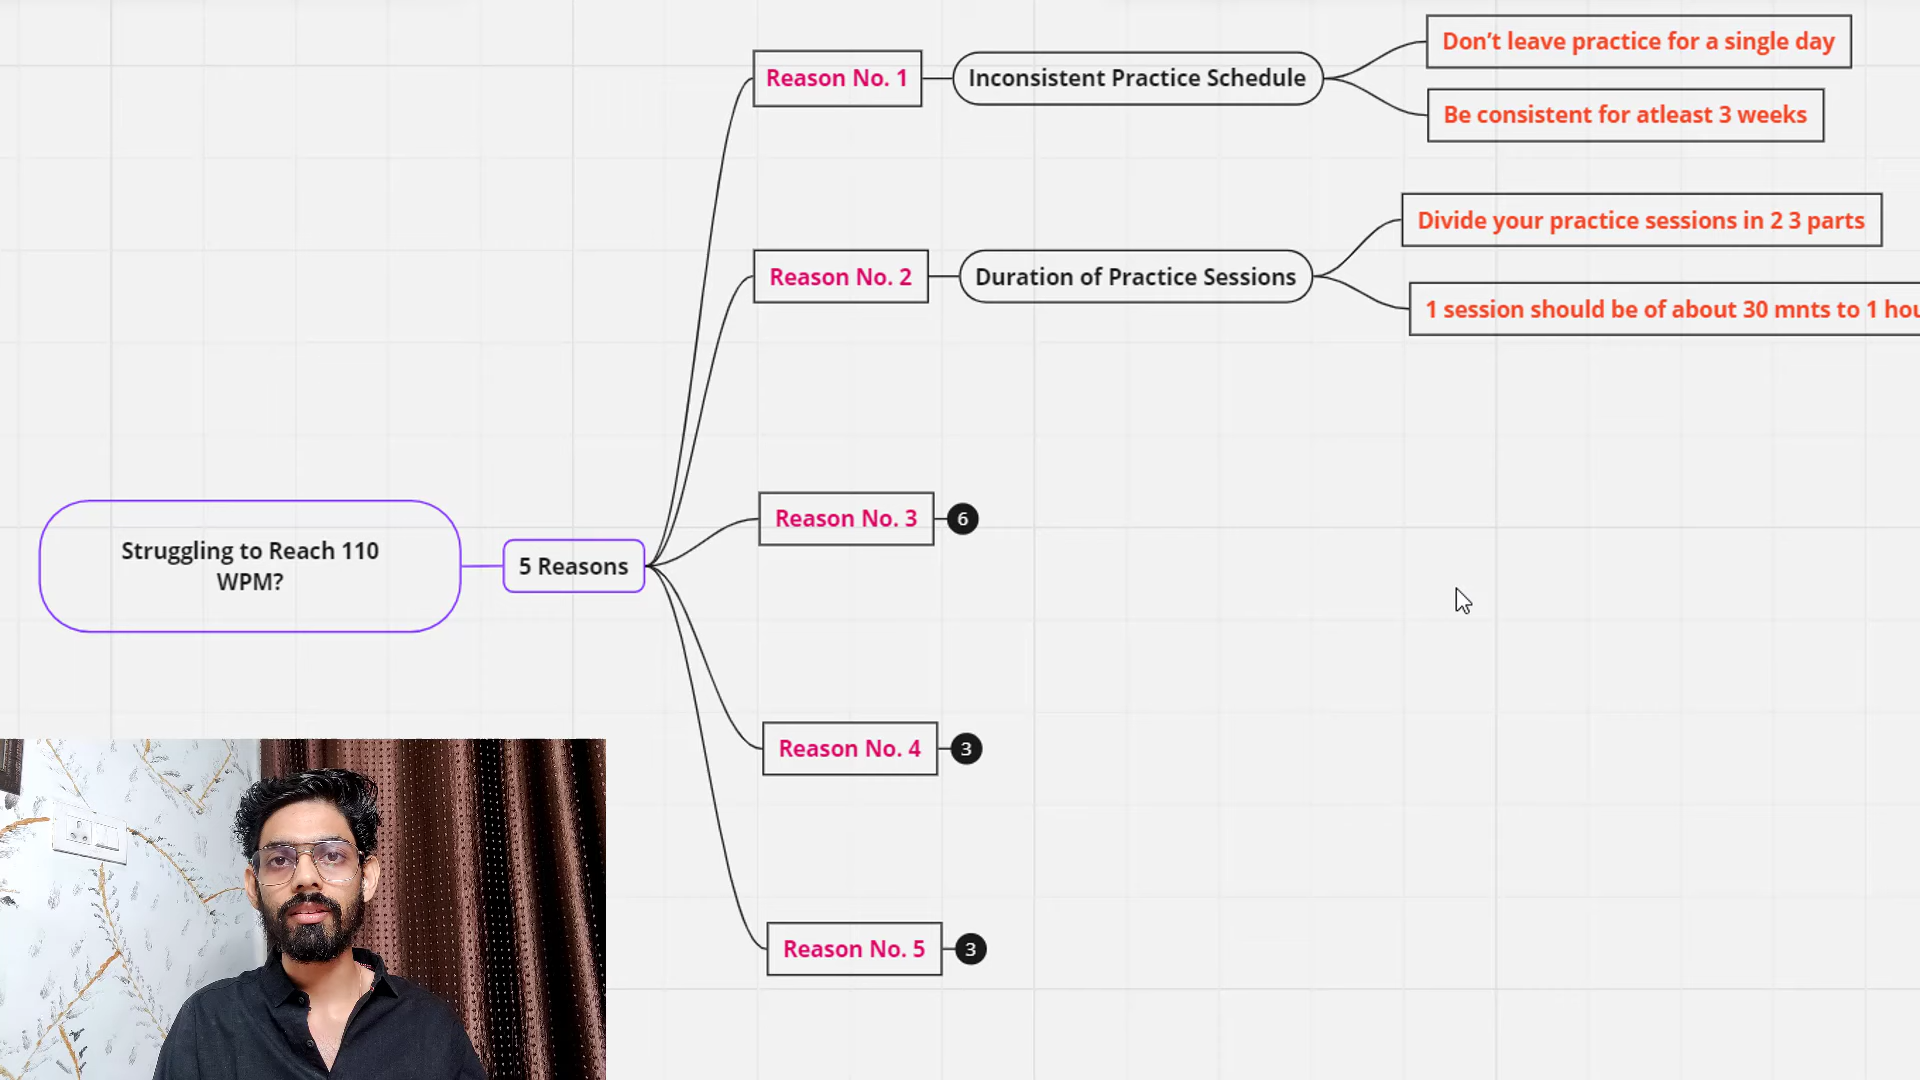 Reason No. 1
Inconsistent Practice Schedule
Don’t leave practice for a single day
Be consistent for atleast 3 weeks
Reason No. 2
Duration of Practice Sessions
Divide your practice sessions in 2 3 parts
1 session should be of about 30 mnts to 1
Struggling to Reach 110
WPM?
5 Reasons
Reason No. 3
6
Reason No. 4
3
Reason No. 5
3